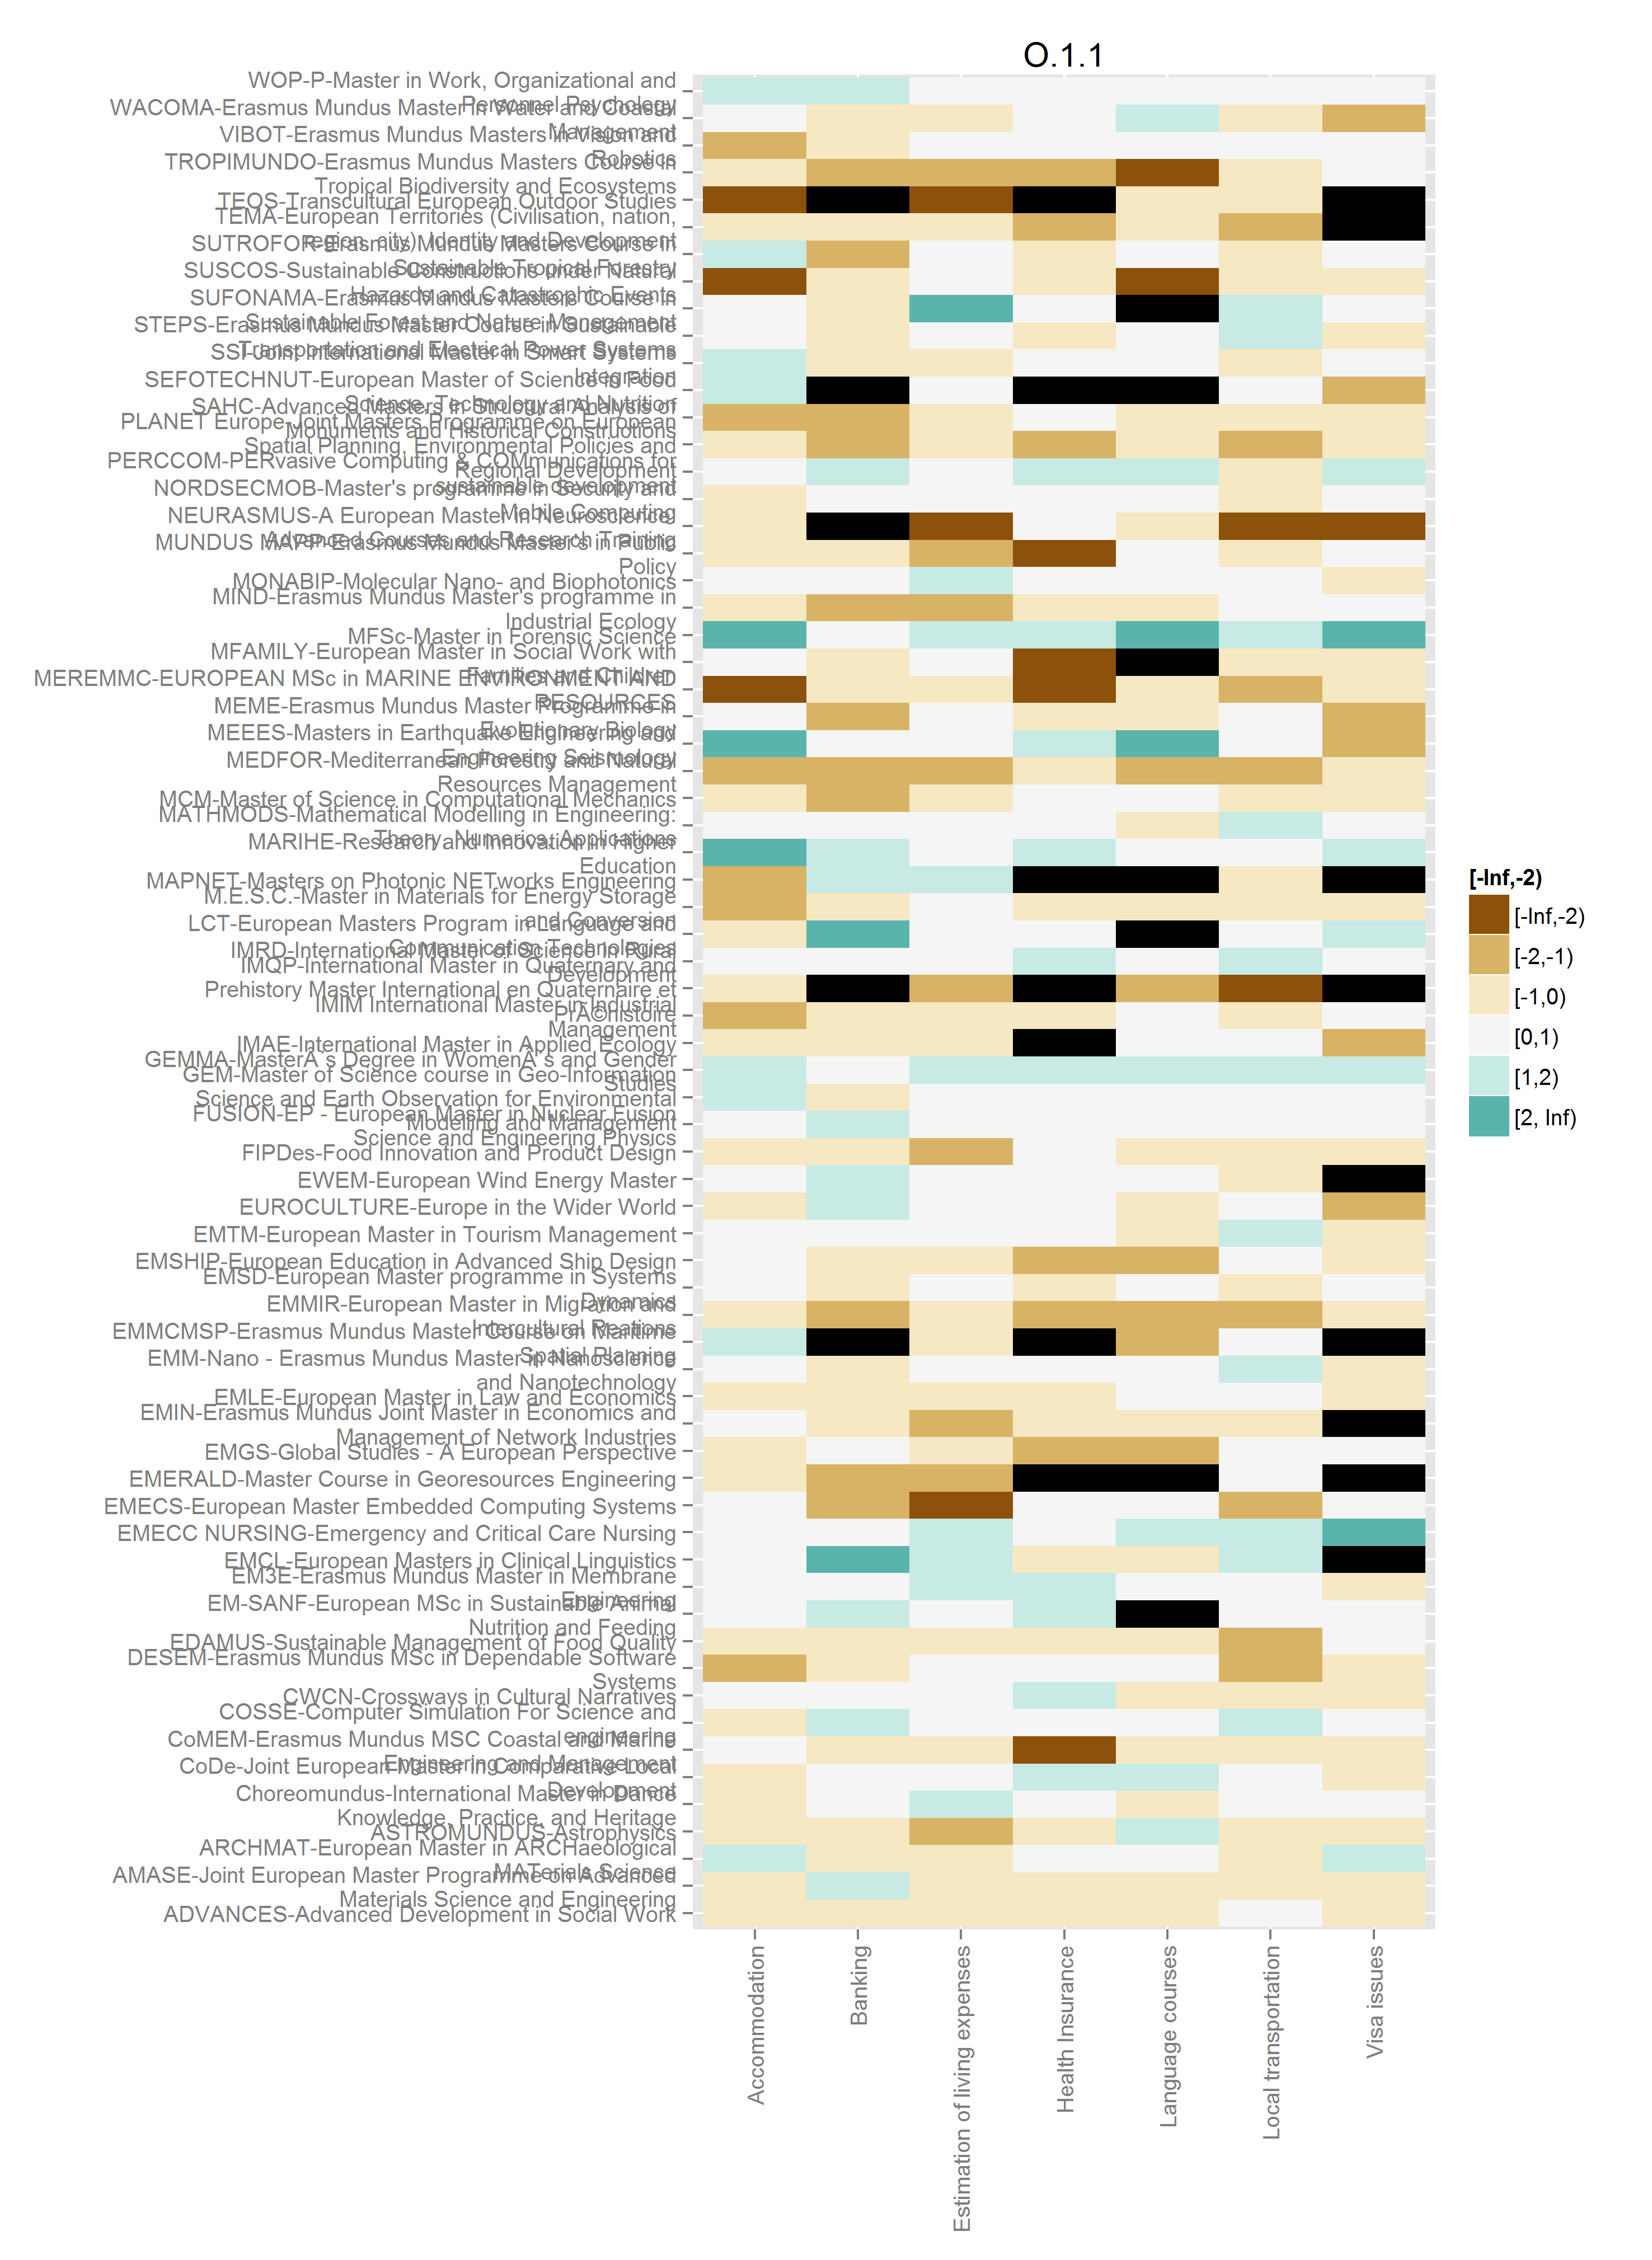 O.1.1
WOP-P-Master in Work, Organizational and
Personnel Psychology
WACOMA-Erasmus Mundus Master in Water and Coastal
Management
VIBOT-Erasmus Mundus Masters in Vision and
Robotics
TROPIMUNDO-Erasmus Mundus Masters Course in
Tropical Biodiversity and Ecosystems
TEOS-Transcultural European Outdoor Studies
TEMA-European Territories (Civilisation, nation,
region, city), Identity and Development
SUTROFOR-Erasmus Mundus Masters Course in
Sustainable Tropical Forestry
SUSCOS-Sustainable Constructions under Natural
Hazards and Catastrophic Events
SUFONAMA-Erasmus Mundus Masters Course in
Sustainable Forest and Nature Management
STEPS-Erasmus Mundus Master Course in Sustainable
Transportation and Electrical Power Systems
SSI-Joint International Master in Smart Systems
Integration
SEFOTECHNUT-European Master of Science in Food
Science, Technology and Nutrition
SAHC-Advanced Masters in Structural Analysis of
Monuments and Historical Constructions
PLANET Europe-Joint Masters Programme on European
Spatial Planning, Environmental Policies and
Regional Development
PERCCOM-PERvasive Computing & COMmunications for
sustainable development
NORDSECMOB-Master's programme in Security and
Mobile Computing
NEURASMUS-A European Master in Neuroscience:
Advanced Courses and Research Training
MUNDUS MAPP-Erasmus Mundus Master's in Public
Policy
MONABIP-Molecular Nano- and Biophotonics
MIND-Erasmus Mundus Master's programme in
Industrial Ecology
MFSc-Master in Forensic Science
MFAMILY-European Master in Social Work with
Families and Children
MEREMMC-EUROPEAN MSc in MARINE ENVIRONMENT AND
RESOURCES
MEME-Erasmus Mundus Master Programme in
Evolutionary Biology
MEEES-Masters in Earthquake Engineering and
Engineering Seismology
MEDFOR-Mediterranean Forestry and Natural
Resources Management
MCM-Master of Science in Computational Mechanics
MATHMODS-Mathematical Modelling in Engineering:
Theory, Numerics, Applications
MARIHE-Research and Innovation in Higher
Education
MAPNET-Masters on Photonic NETworks Engineering
M.E.S.C.-Master in Materials for Energy Storage
and Conversion
LCT-European Masters Program in Language and
Communication Technologies
IMRD-International Master of Science in Rural
Development
IMQP-International Master in Quaternary and
Prehistory Master International en Quaternaire et
PrÃ©histoire
IMIM International Master in Industrial
Management
IMAE-International Master in Applied Ecology
GEMMA-MasterÂ´s Degree in WomenÂ´s and Gender
Studies
GEM-Master of Science course in Geo-Information
Science and Earth Observation for Environmental
Modelling and Management
FUSION-EP - European Master in Nuclear Fusion
Science and Engineering Physics
FIPDes-Food Innovation and Product Design
EWEM-European Wind Energy Master
EUROCULTURE-Europe in the Wider World
EMTM-European Master in Tourism Management
EMSHIP-European Education in Advanced Ship Design
EMSD-European Master programme in Systems
Dynamics
EMMIR-European Master in Migration and
Intercultural Reations
EMMCMSP-Erasmus Mundus Master Course on Maritime
Spatial Planning
EMM-Nano - Erasmus Mundus Master in Nanoscience
and Nanotechnology
EMLE-European Master in Law and Economics
EMIN-Erasmus Mundus Joint Master in Economics and
Management of Network Industries
EMGS-Global Studies - A European Perspective
EMERALD-Master Course in Georesources Engineering
EMECS-European Master Embedded Computing Systems
EMECC NURSING-Emergency and Critical Care Nursing
EMCL-European Masters in Clinical Linguistics
EM3E-Erasmus Mundus Master in Membrane
Engineering
EM-SANF-European MSc in Sustainable Animal
Nutrition and Feeding
EDAMUS-Sustainable Management of Food Quality
DESEM-Erasmus Mundus MSc in Dependable Software
Systems
CWCN-Crossways in Cultural Narratives
COSSE-Computer Simulation For Science and
engineering
CoMEM-Erasmus Mundus MSC Coastal and Marine
Engineering and Management
CoDe-Joint European Master in Comparative Local
Development
Choreomundus-International Master in Dance
Knowledge, Practice, and Heritage
ASTROMUNDUS-Astrophysics
ARCHMAT-European Master in ARCHaeological
MATerials Science
AMASE-Joint European Master Programme on Advanced
Materials Science and Engineering
ADVANCES-Advanced Development in Social Work
Accommodation
Banking
Estimation of living expenses
Health Insurance
Language courses
Local transportation
Visa issues
[-Inf,-2)
[-Inf,-2)
[-2,-1)
[-1,0)
[0,1)
[1,2)
[2, Inf)